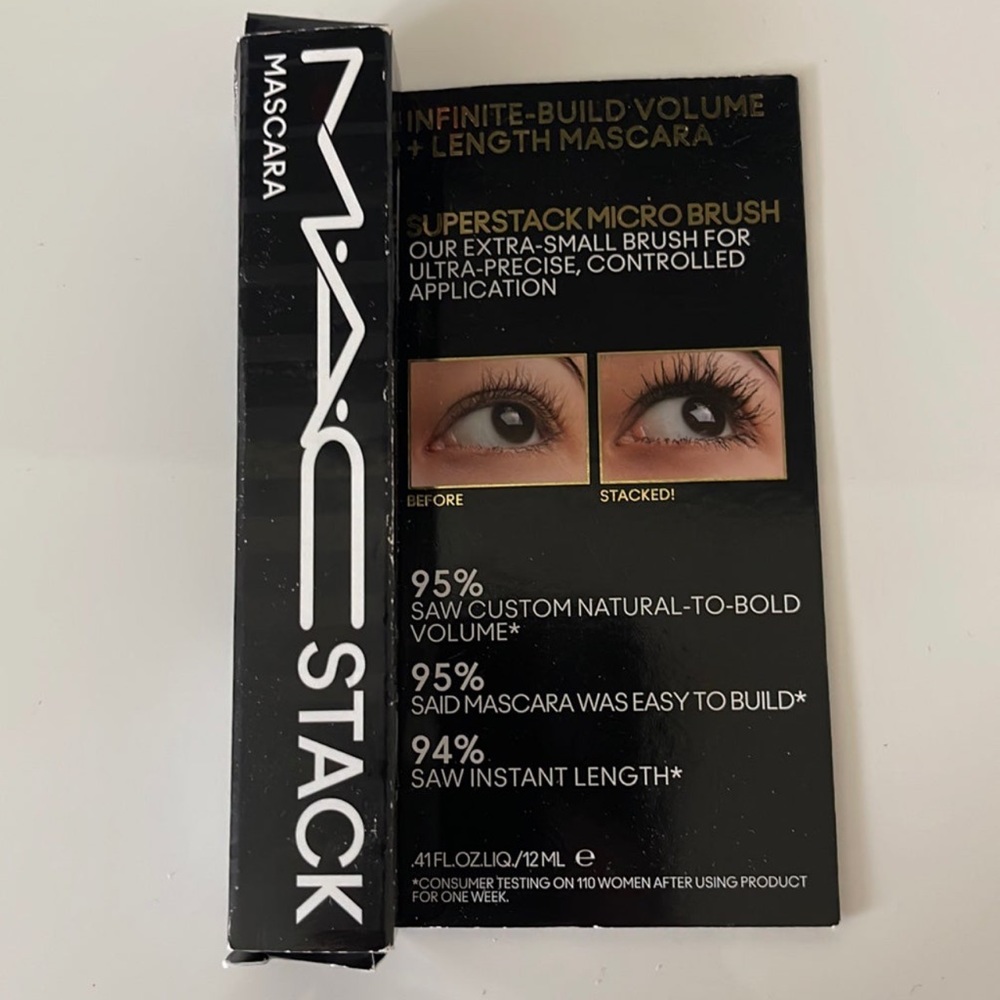 MASCARA
M·A·C
STACK
INFINITE-BUILD VOLUME
+ LENGTH MASCARA
SUPERSTACK MICRO BRUSH
OUR EXTRA-SMALL BRUSH FOR
ULTRA-PRECISE, CONTROLLED
APPLICATION
BEFORE
STACKED!
95%
SAW CUSTOM NATURAL-TO-BOLD
VOLUME*
95%
SAID MASCARA WAS EASY TO BUILD*
94%
SAW INSTANT LENGTH*
.41 FL.OZ.LIQ./12 ML ℮
*CONSUMER TESTING ON 110 WOMEN AFTER USING PRODUCT
FOR ONE WEEK.